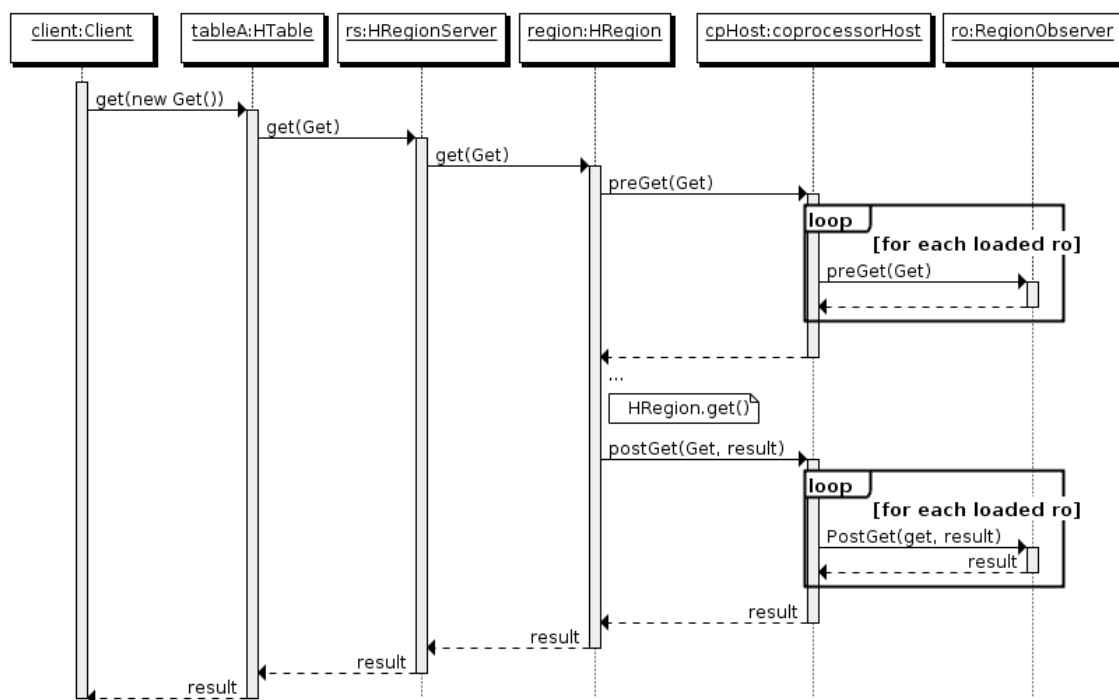 client:Client
tableA:HTable
rs:HRegionServer
region:HRegion
cpHost:coprocessorHost
ro:RegionObserver
get(new Get())
get(Get)
get(Get)
preGet(Get)
loop
[for each loaded ro]
preGet(Get)
...
HRegion.get()
postGet(Get, result)
loop
[for each loaded ro]
PostGet(get, result)
result
result
result
result
result